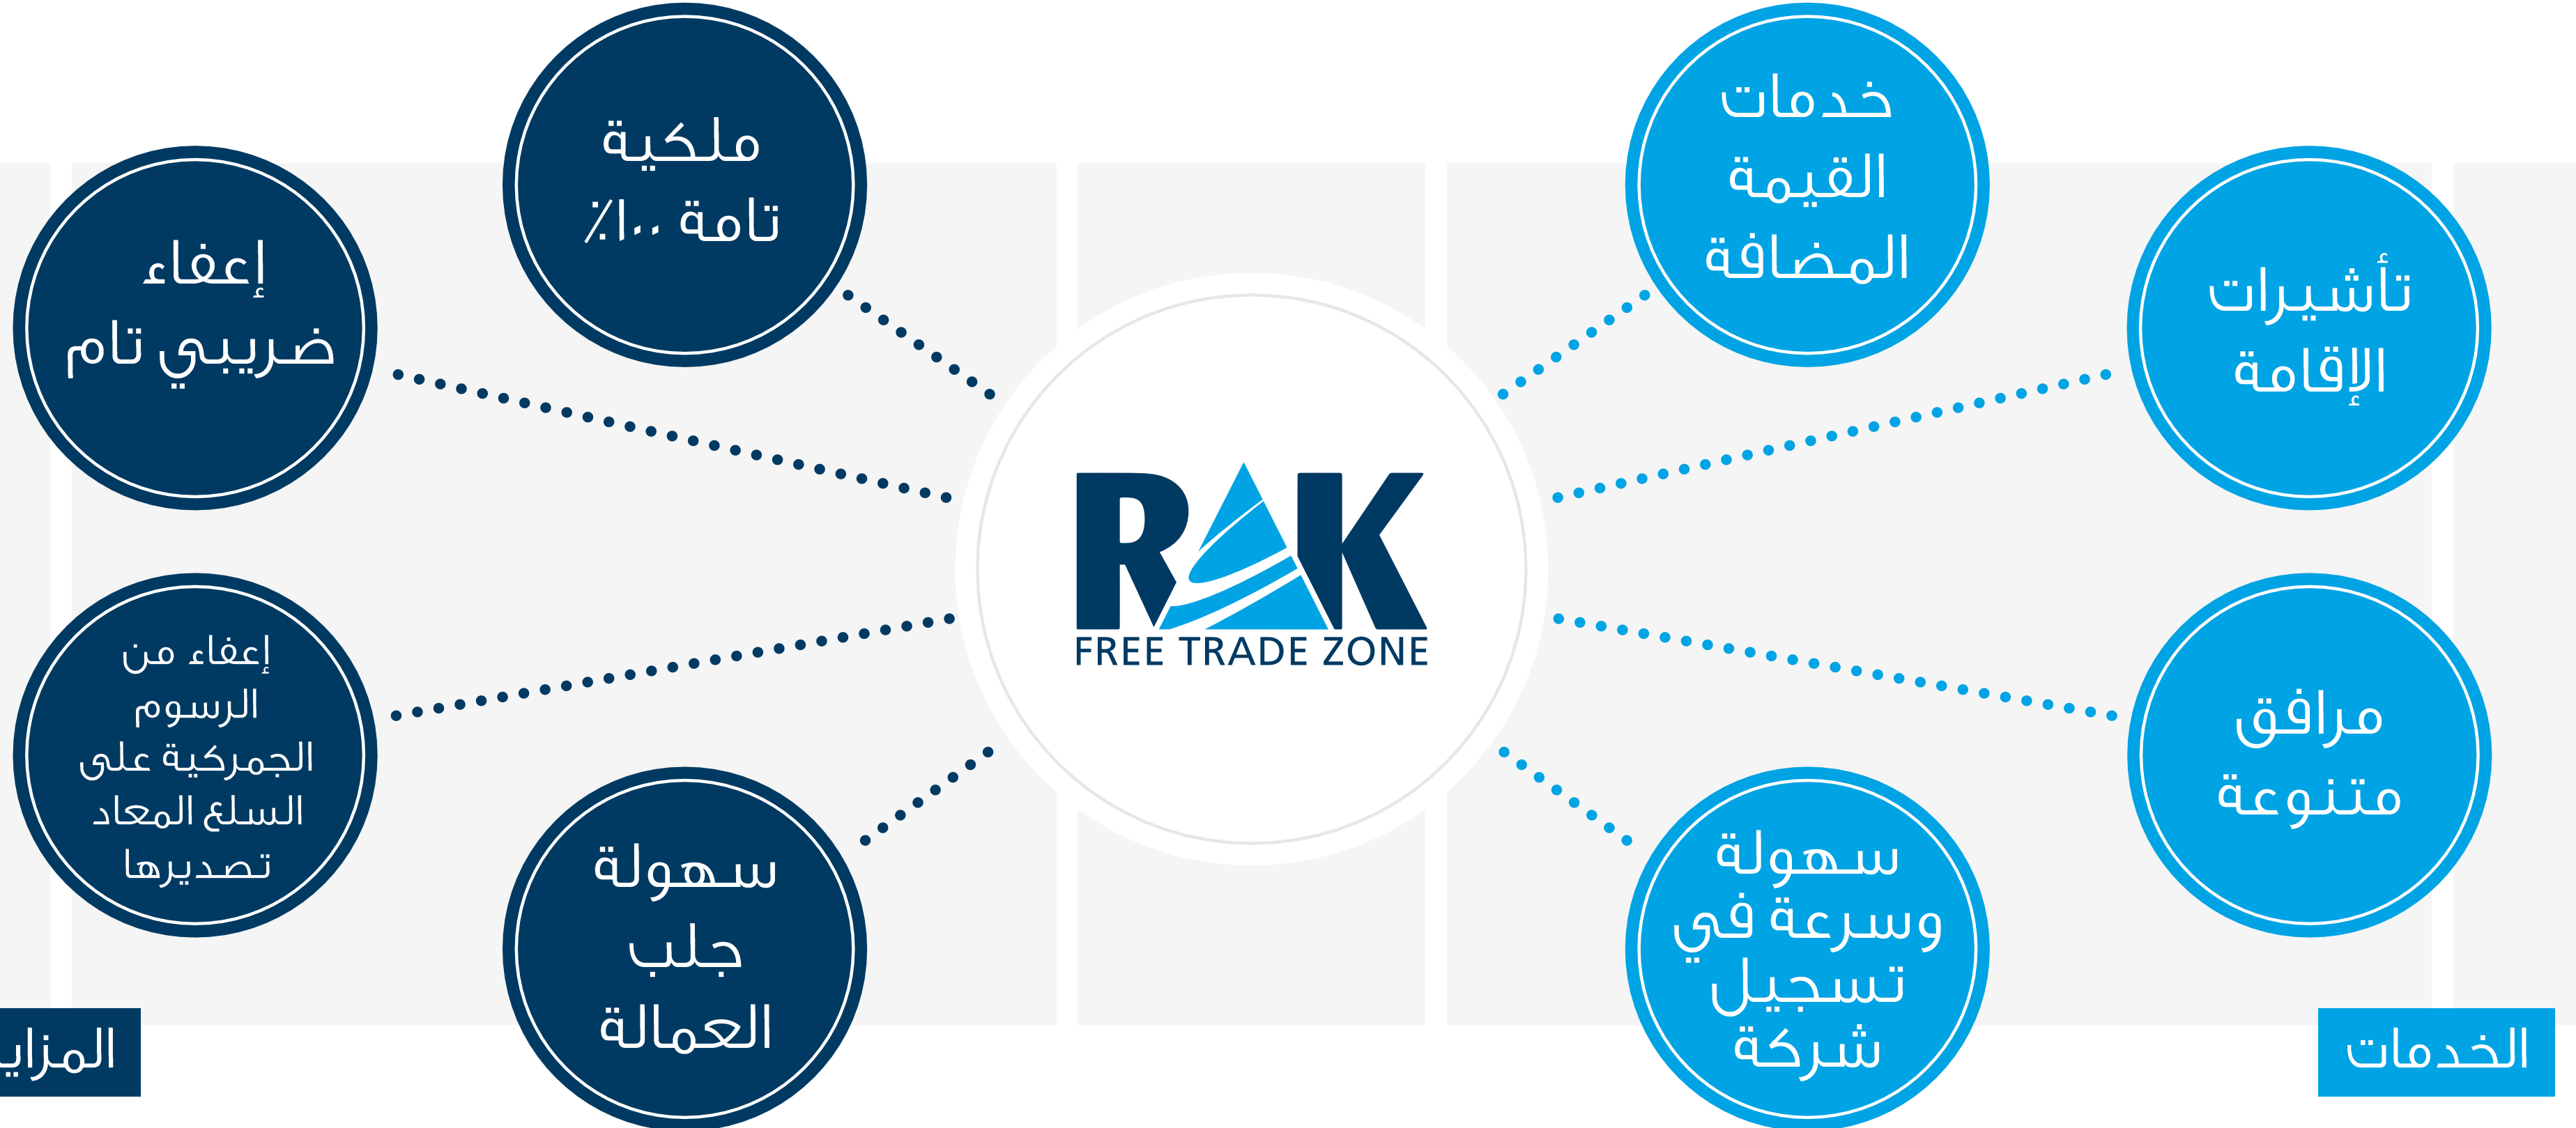 خدمات
القيمة
المضافة
تأشيرات
الإقامة
مرافق
متنوعة
سهولة
وسرعة في
تسجيل
شركة
الخدمات
RAK
FREE TRADE ZONE
ملكية
تامة ١٠٠٪
إعفاء
ضريبي تام
إعفاء من
الرسوم
الجمركية على
السلع المعاد
تصديرها
سهولة
جلب
العمالة